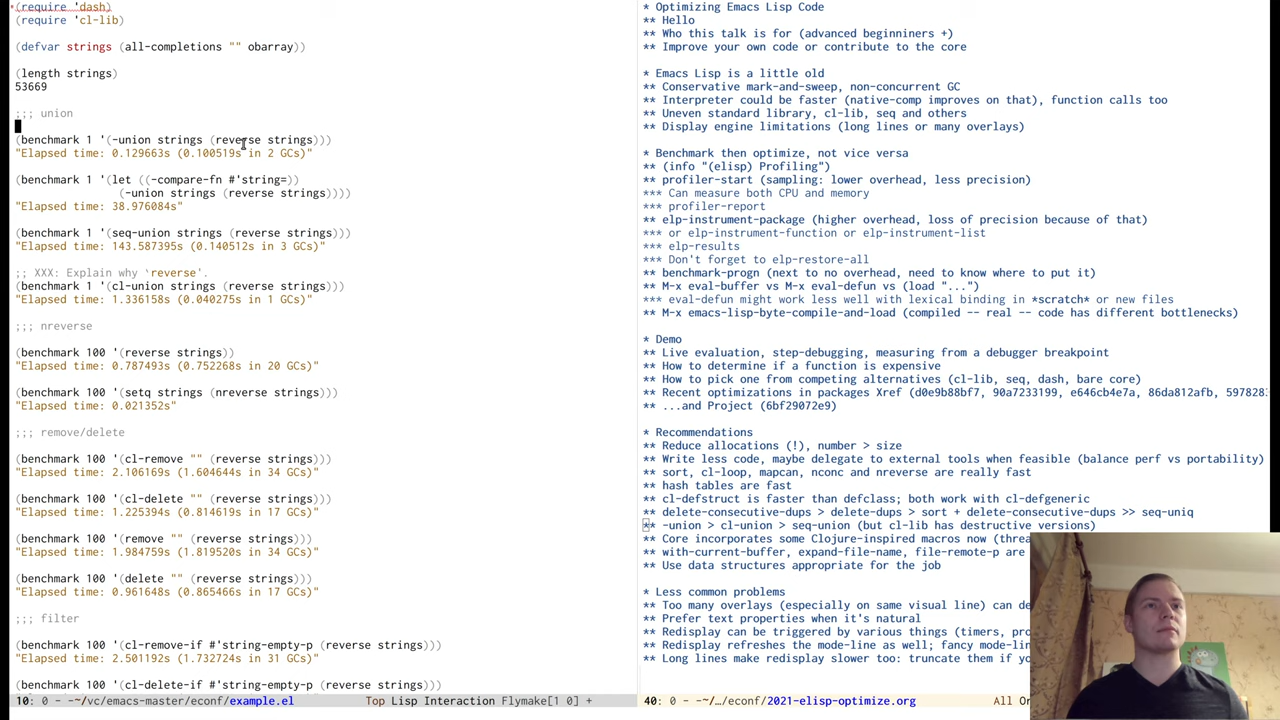 (require 'dash)
(require 'cl-lib)
(defvar strings (all-completions "" obarray))
(length strings)
53669
;;; union
(benchmark 1 '(-union strings (reverse strings)))
"Elapsed time: 0.129663s (0.100519s in 2 GCs)"
(benchmark 1 '(let ((-compare-fn #'string=))
(-union strings (reverse strings))))
"Elapsed time: 38.976084s"
(benchmark 1 '(seq-union strings (reverse strings)))
"Elapsed time: 143.587395s (0.140512s in 3 GCs)"
;; XXX: Explain why `reverse'.
(benchmark 1 '(cl-union strings (reverse strings)))
"Elapsed time: 1.336158s (0.040275s in 1 GCs)"
;;; nreverse
(benchmark 100 '(reverse strings))
"Elapsed time: 0.787493s (0.752268s in 20 GCs)"
(benchmark 100 '(setq strings (nreverse strings)))
"Elapsed time: 0.021352s"
;;; remove/delete
(benchmark 100 '(cl-remove "" (reverse strings)))
"Elapsed time: 2.106169s (1.604644s in 34 GCs)"
(benchmark 100 '(cl-delete "" (reverse strings)))
"Elapsed time: 1.225394s (0.814619s in 17 GCs)"
(benchmark 100 '(remove "" (reverse strings)))
"Elapsed time: 1.984759s (1.819520s in 34 GCs)"
(benchmark 100 '(delete "" (reverse strings)))
"Elapsed time: 0.961648s (0.865466s in 17 GCs)"
;;; filter
(benchmark 100 '(cl-remove-if #'string-empty-p (reverse strings)))
"Elapsed time: 2.501192s (1.732724s in 31 GCs)"
(benchmark 100 '(cl-delete-if #'string-empty-p (reverse strings)))
10: 0 - -~/vc/emacs-master/econf/example.el Top Lisp Interaction Flymake[1 0] +
* Optimizing Emacs Lisp Code
** Hello
** Who this talk is for (advanced beginniners +)
** Improve your own code or contribute to the core
* Emacs Lisp is a little old
** Conservative mark-and-sweep, non-concurrent GC
** Interpreter could be faster (native-comp improves on that), function calls too
** Uneven standard library, cl-lib, seq and others
** Display engine limitations (long lines or many overlays)
* Benchmark then optimize, not vice versa
** (info "(elisp) Profiling")
** profiler-start (sampling: lower overhead, less precision)
*** Can measure both CPU and memory
*** profiler-report
** elp-instrument-package (higher overhead, loss of precision because of that)
*** or elp-instrument-function or elp-instrument-list
*** elp-results
*** Don't forget to elp-restore-all
** benchmark-progn (next to no overhead, need to know where to put it)
** M-x eval-buffer vs M-x eval-defun vs (load "...")
*** eval-defun might work less well with lexical binding in *scratch* or new files
** M-x emacs-lisp-byte-compile-and-load (compiled -- real -- code has different bottlenecks)
* Demo
** Live evaluation, step-debugging, measuring from a debugger breakpoint
** How to determine if a function is expensive
** How to pick one from competing alternatives (cl-lib, seq, dash, bare core)
** Recent optimizations in packages Xref (d0e9b88bf7, 90a7233199, e646cb4e7a, 86da812afb, 597828
** ...and Project (6bf29072e9)
* Recommendations
** Reduce allocations (!), number > size
** Write less code, maybe delegate to external tools when feasible (balance perf vs portability)
** sort, cl-loop, mapcan, nconc and nreverse are really fast
** hash tables are fast
** cl-defstruct is faster than defclass; both work with cl-defgeneric
** delete-consecutive-dups > delete-dups > sort + delete-consecutive-dups >> seq-uniq
** -union > cl-union > seq-union (but cl-lib has destructive versions)
** Core incorporates some Clojure-inspired macros now (threa
** with-current-buffer, expand-file-name, file-remote-p are
** Use data structures appropriate for the job
* Less common problems
** Too many overlays (especially on same visual line) can de
** Prefer text properties when it's natural
** Redisplay can be triggered by various things (timers, pro
** Redisplay refreshes the mode-line as well; fancy mode-lin
** Long lines make redisplay slower too: truncate them if yo
40: 0 - -~/…/econf/2021-elisp-optimize.org All Or